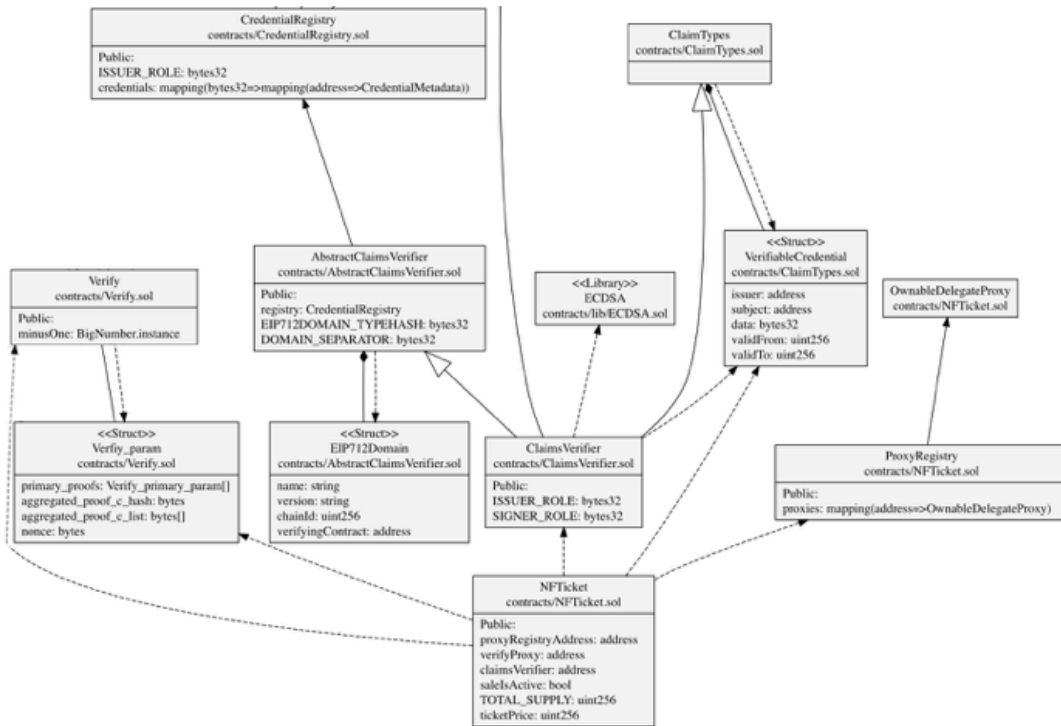 CredentialRegistry
contracts/CredentialRegistry.sol
Public:
ISSUER_ROLE: bytes32
credentials: mapping(bytes32=>mapping(address=>CredentialMetadata))
ClaimTypes
contracts/ClaimTypes.sol
AbstractClaimsVerifier
contracts/AbstractClaimsVerifier.sol
Public:
registry: CredentialRegistry
EIP712DOMAIN_TYPEHASH: bytes32
DOMAIN_SEPARATOR: bytes32
<<Struct>>
VerifiableCredential
contracts/ClaimTypes.sol
issuer: address
subject: address
data: bytes32
validFrom: uint256
validTo: uint256
Verify
contracts/Verify.sol
Public:
minusOne: BigNumber.instance
<<Library>>
ECDSA
contracts/lib/ECDSA.sol
OwnableDelegateProxy
contracts/NFTicket.sol
<<Struct>>
Verfiy_param
contracts/Verify.sol
primary_proofs: Verify_primary_param[]
aggregated_proof_c_hash: bytes
aggregated_proof_c_list: bytes[]
nonce: bytes
<<Struct>>
EIP712Domain
contracts/AbstractClaimsVerifier.sol
name: string
version: string
chainId: uint256
verifyingContract: address
ClaimsVerifier
contracts/ClaimsVerifier.sol
Public:
ISSUER_ROLE: bytes32
SIGNER_ROLE: bytes32
ProxyRegistry
contracts/NFTicket.sol
Public:
proxies: mapping(address=>OwnableDelegateProxy)
NFTicket
contracts/NFTicket.sol
Public:
proxyRegistryAddress: address
verifyProxy: address
claimsVerifier: address
saleIsActive: bool
TOTAL_SUPPLY: uint256
ticketPrice: uint256